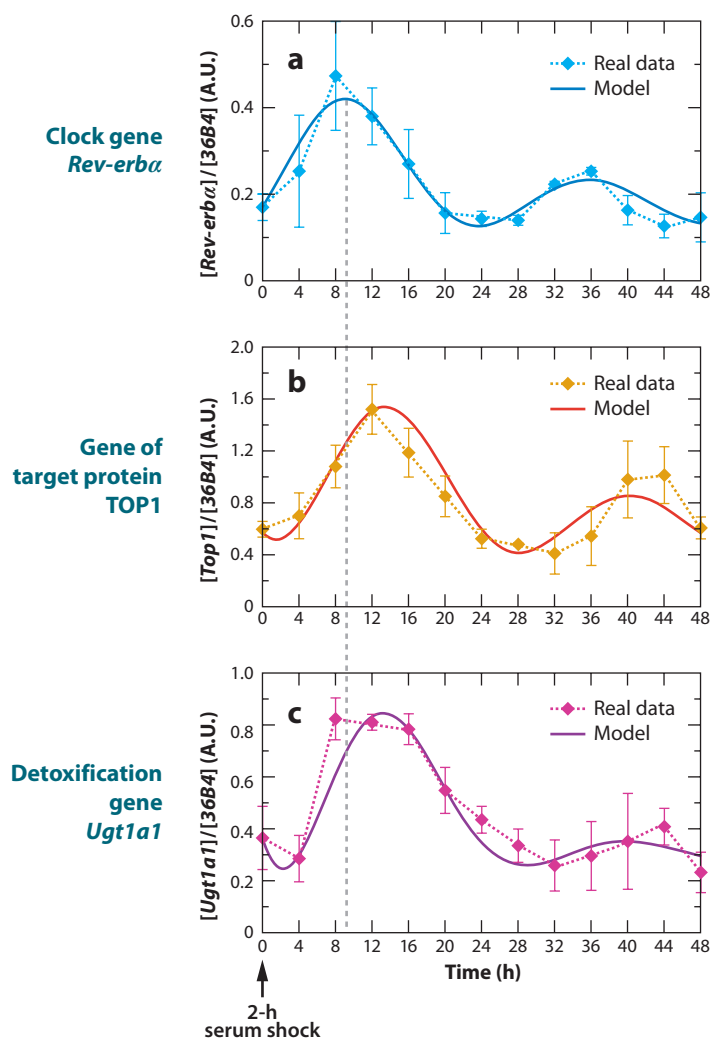 Clock gene
Rev-erbα
a
[Rev-erbα]/[36B4] (A.U.)
0.6
0.4
0.2
0
Real data
Model
0 4 8 12 16 20 24 28 32 36 40 44 48
Gene of
target protein
TOP1
b
[Top1]/[36B4] (A.U.)
2.0
1.6
1.2
0.8
0.4
0
Real data
Model
0 4 8 12 16 20 24 28 32 36 40 44 48
Detoxification
gene
Ugt1a1
c
[Ugt1a1]/[36B4] (A.U.)
1.0
0.8
0.6
0.4
0.2
0
Real data
Model
0 4 8 12 16 20 24 28 32 36 40 44 48
Time (h)
2-h
serum shock